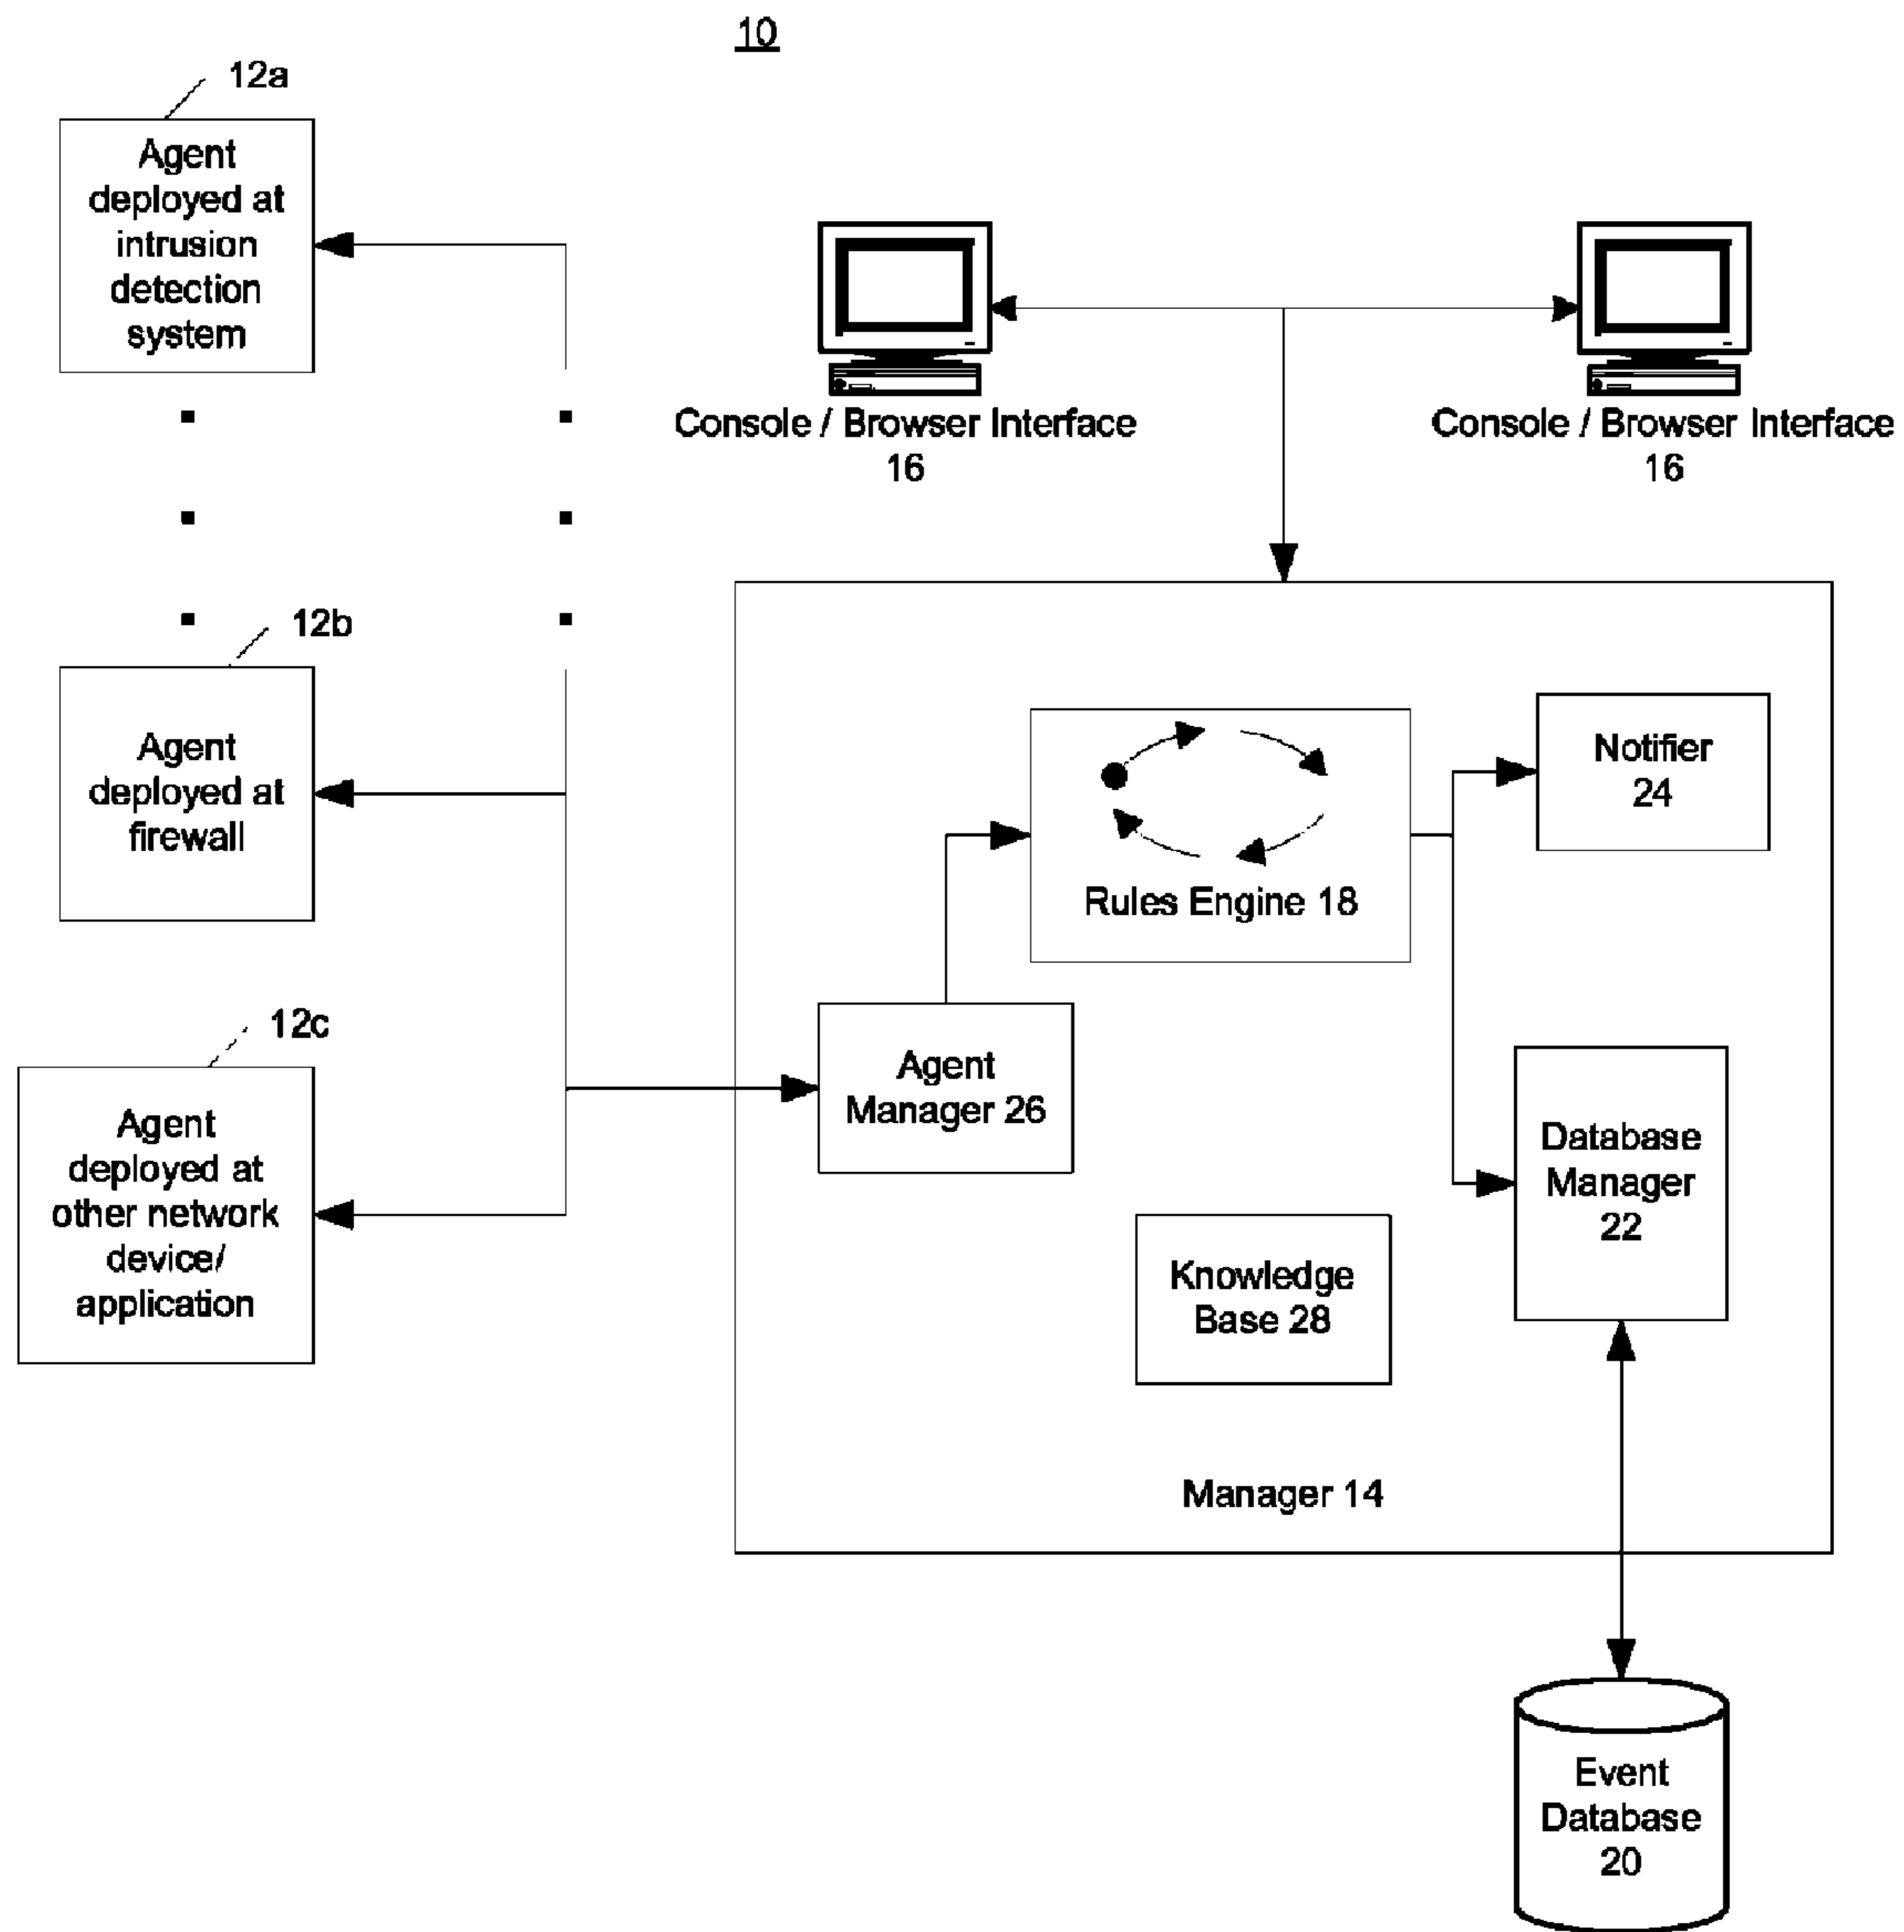 10
12a
Agent
deployed at
intrusion
detection
system
Console / Browser Interface
16
Console / Browser Interface
16
12b
Agent
deployed at
firewall
Notifier
24
Rules Engine 18
12c
Agent
deployed at
other network
device/
application
Agent
Manager 26
Database
Manager
22
Knowledge
Base 28
Manager 14
Event
Database
20